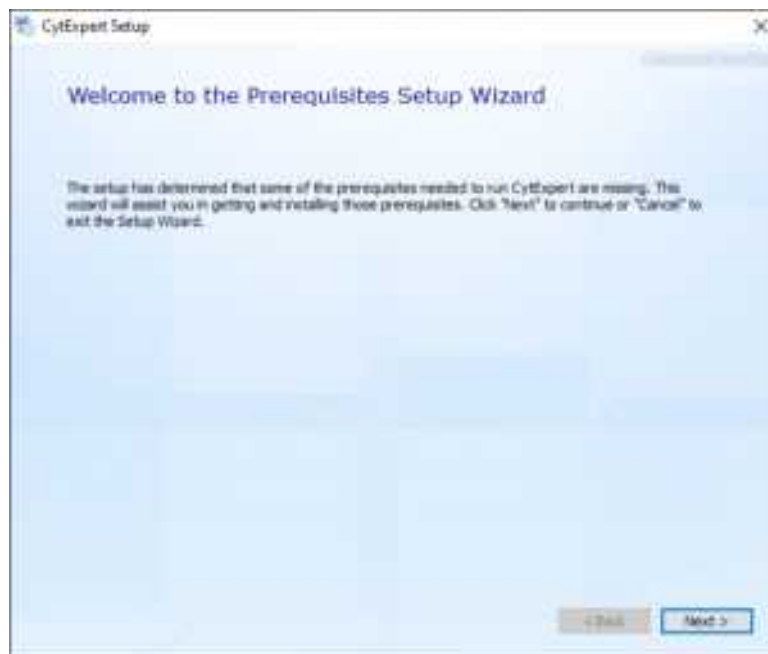 CytExpert Setup
Welcome to the Prerequisites Setup Wizard
The setup has determined that some of the prerequisites needed to run CytExpert are missing. This
wizard will assist you in getting and installing those prerequisites. Click "Next" to continue or "Cancel" to
exit the Setup Wizard.
< Back
Next >